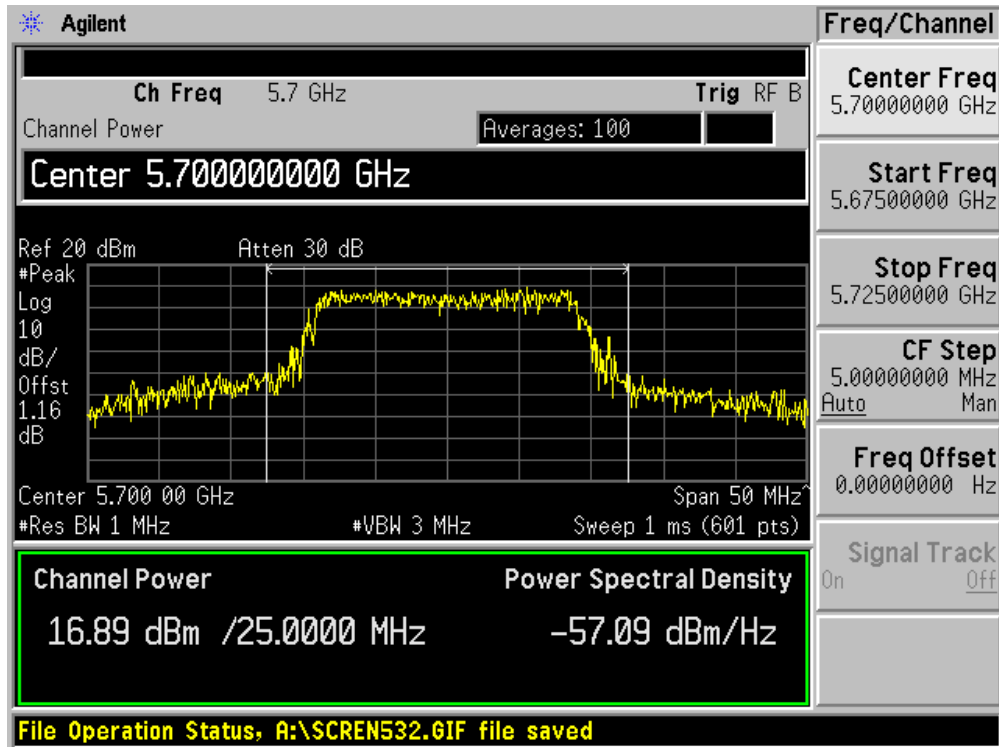 Agilent
Freq/Channel
Ch Freq 5.7 GHz Trig RF B
Channel Power Averages: 100
Center 5.700000000 GHz
Ref 20 dBm Atten 30 dB
#Peak
Log
10
dB/
Offst
1.16
dB
Center 5.700 00 GHz Span 50 MHz^
#Res BW 1 MHz #VBW 3 MHz Sweep 1 ms (601 pts)
Channel Power Power Spectral Density
16.89 dBm /25.0000 MHz -57.09 dBm/Hz
File Operation Status, A:\SCREN532.GIF file saved
Center Freq
5.70000000 GHz
Start Freq
5.67500000 GHz
Stop Freq
5.72500000 GHz
CF Step
5.00000000 MHz
Auto Man
Freq Offset
0.00000000 Hz
Signal Track
On Off